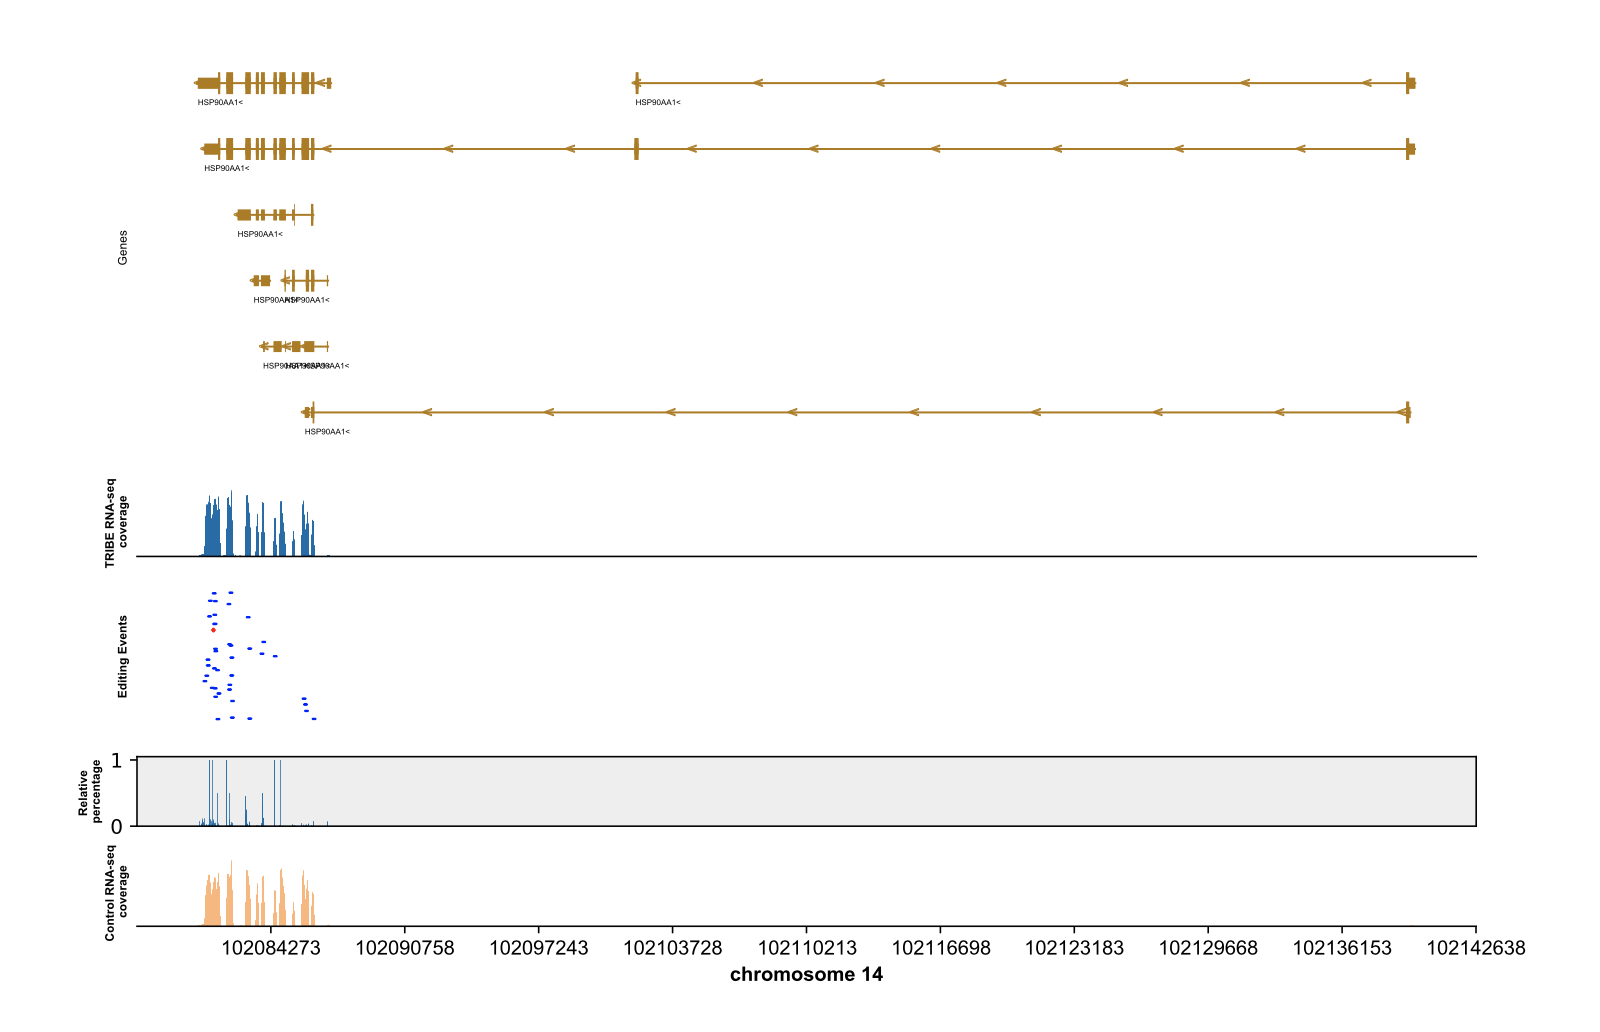 HSP90AA1<
HSP90AA1<
HSP90AA1<
HSP90AA1<
Genes
HSP90AA1<
HSP90AA1<
HSP90AA1<
TRIBE RNA-seq
coverage
Editing Events
Relative
percentage
1
0
Control RNA-seq
coverage
102084273 102090758 102097243 102103728 102110213 102116698 102123183 102129668 102136153 102142638
chromosome 14